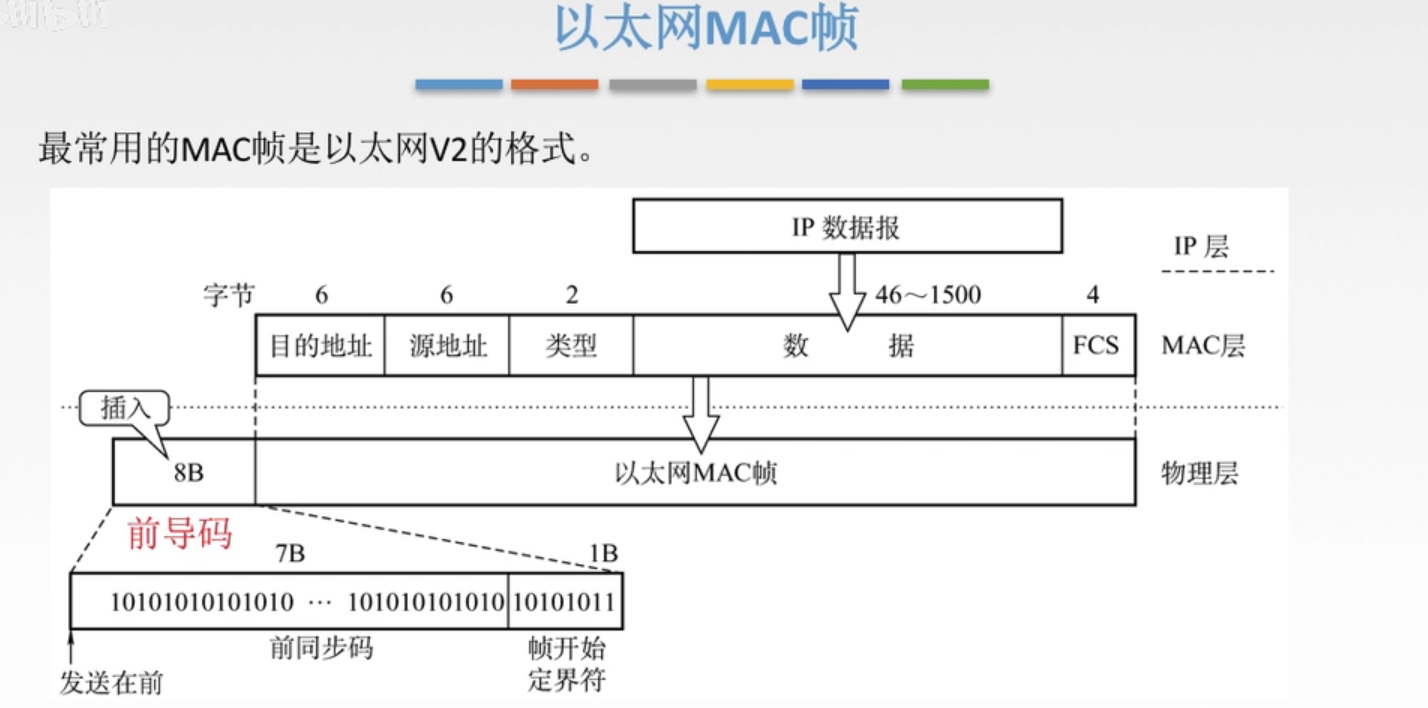 以太网MAC帧
最常用的MAC帧是以太网V2的格式。
IP 数据报
IP 层
字节 6 6 2 46～1500 4
目的地址 源地址 类型 数 据 FCS MAC层
插入
8B 以太网MAC帧 物理层
前导码
7B 1B
10101010101010 … 101010101010 10101011
前同步码 帧开始
定界符
发送在前